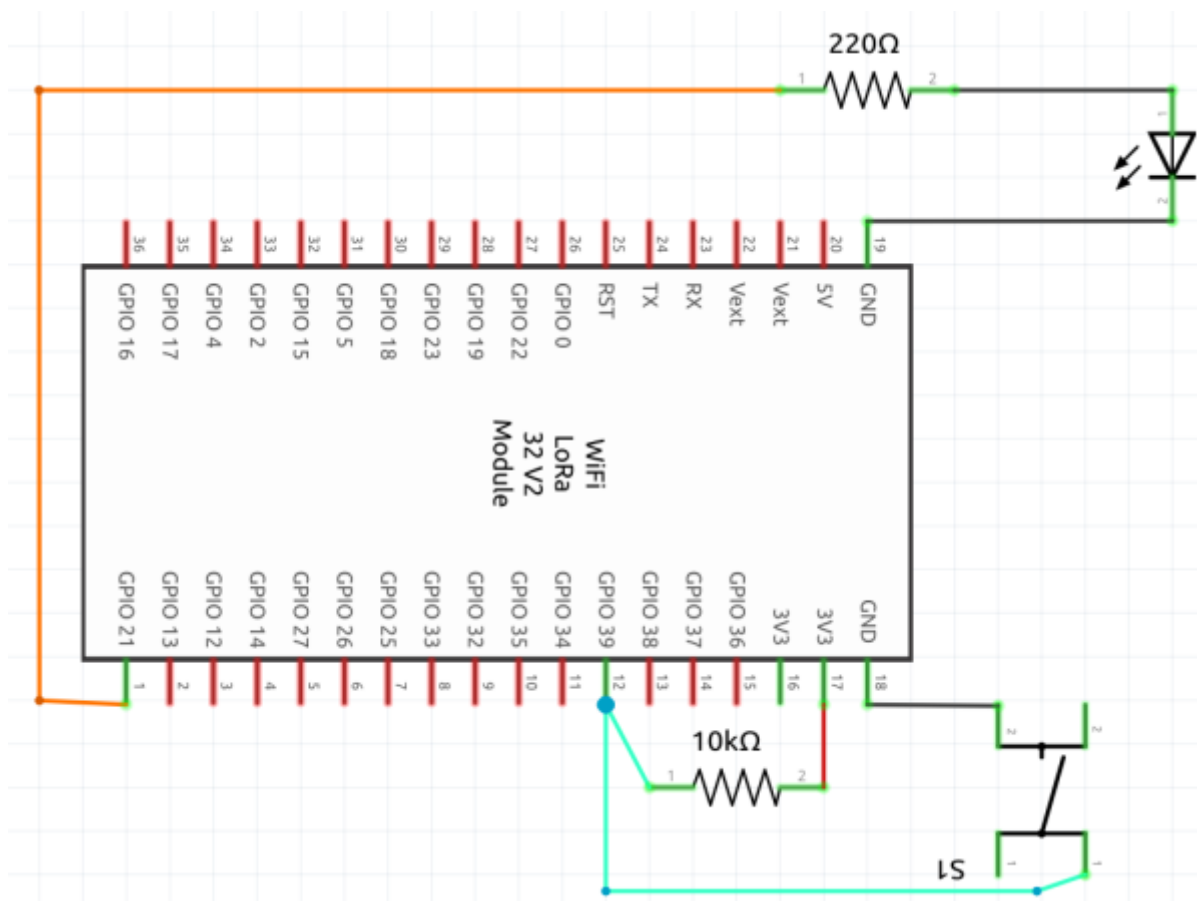 220Ω
1 2
1
2
36 35 34 33 32 31 30 29 28 27 26 25 24 23 22 21 20 19
GPIO 16 GPIO 17 GPIO 4 GPIO 2 GPIO 15 GPIO 5 GPIO 18 GPIO 23 GPIO 19 GPIO 22 GPIO 0 RST TX RX Vext Vext 5V GND
WiFi
LoRa
32 V2
Module
GPIO 21 GPIO 13 GPIO 12 GPIO 14 GPIO 27 GPIO 26 GPIO 25 GPIO 33 GPIO 32 GPIO 35 GPIO 34 GPIO 39 GPIO 38 GPIO 37 GPIO 36 3V3 3V3 GND
1 2 3 4 5 6 7 8 9 10 11 12 13 14 15 16 17 18
2 2
10kΩ
1 2
S1
1 1